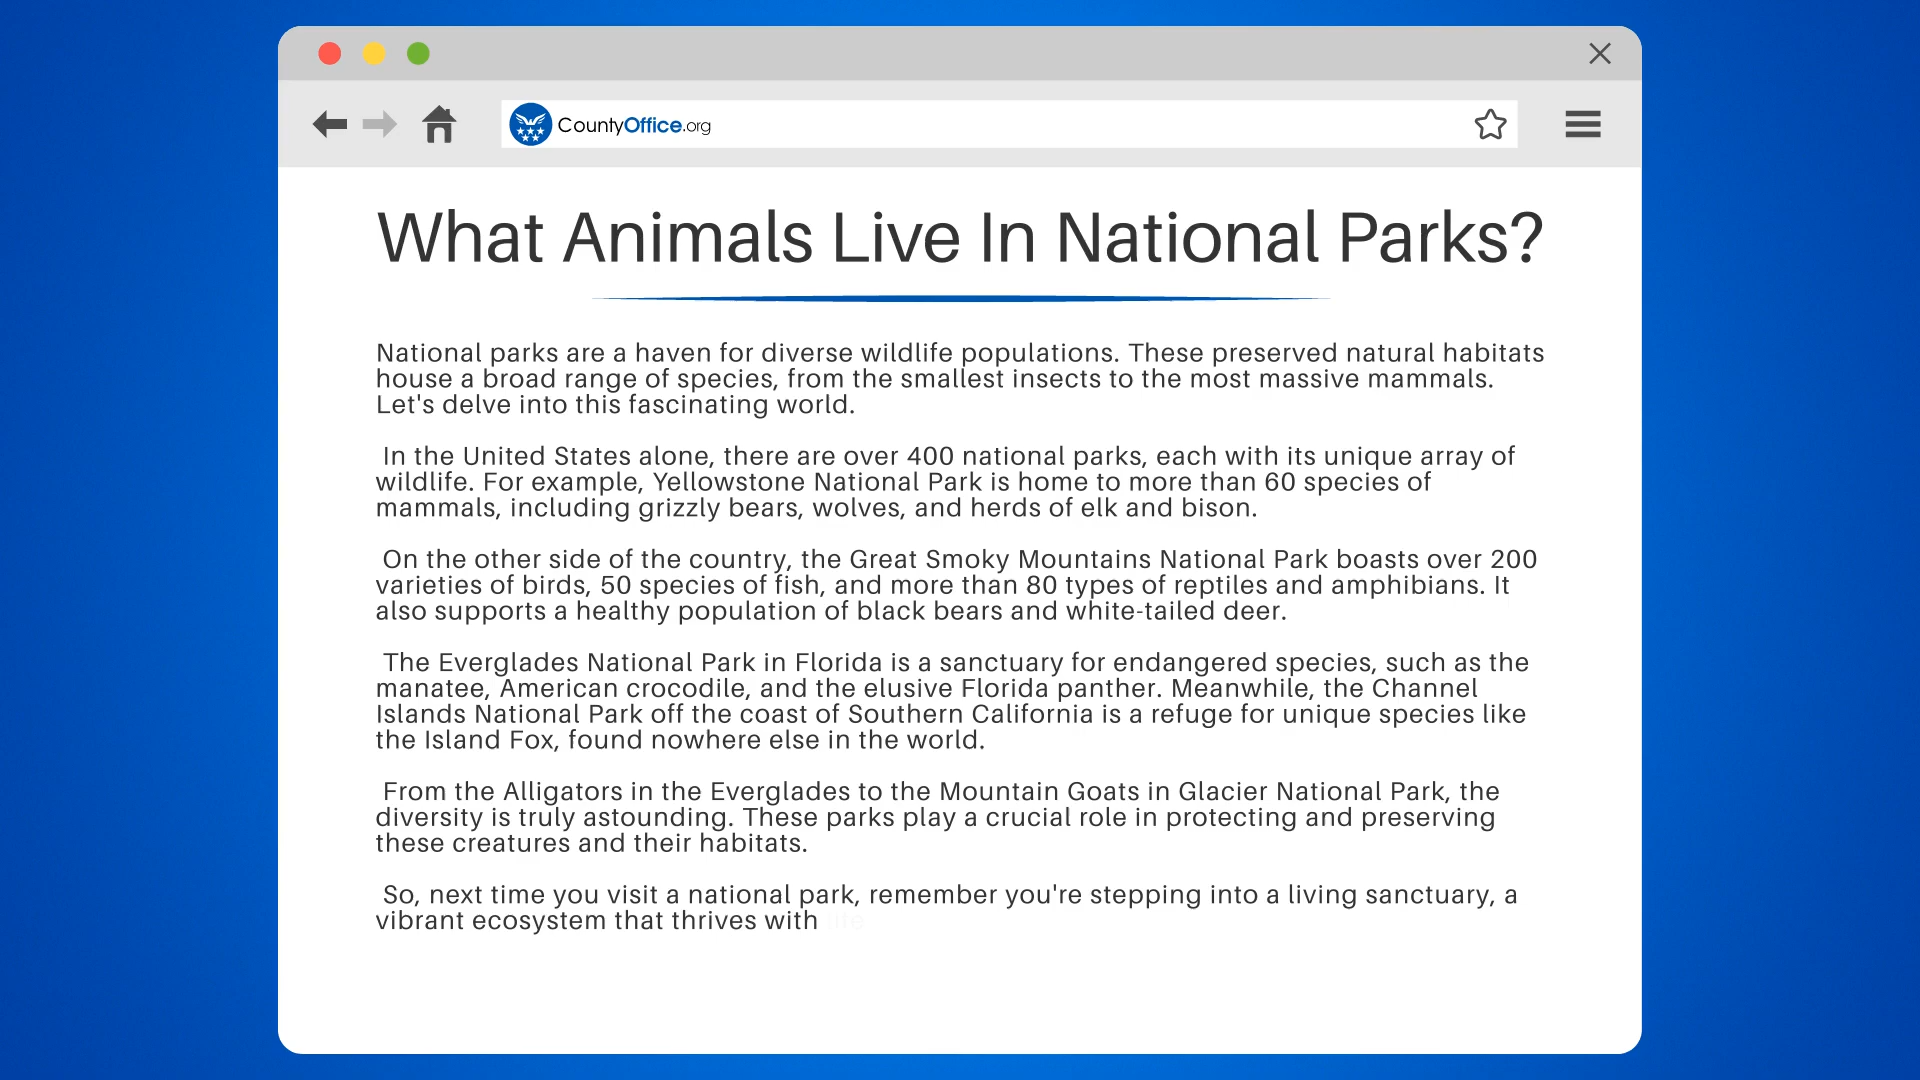 CountyOffice.org
What Animals Live In National Parks?
National parks are a haven for diverse wildlife populations. These preserved natural habitats
house a broad range of species, from the smallest insects to the most massive mammals.
Let's delve into this fascinating world.
In the United States alone, there are over 400 national parks, each with its unique array of
wildlife. For example, Yellowstone National Park is home to more than 60 species of
mammals, including grizzly bears, wolves, and herds of elk and bison.
On the other side of the country, the Great Smoky Mountains National Park boasts over 200
varieties of birds, 50 species of fish, and more than 80 types of reptiles and amphibians. It
also supports a healthy population of black bears and white-tailed deer.
The Everglades National Park in Florida is a sanctuary for endangered species, such as the
manatee, American crocodile, and the elusive Florida panther. Meanwhile, the Channel
Islands National Park off the coast of Southern California is a refuge for unique species like
the Island Fox, found nowhere else in the world.
From the Alligators in the Everglades to the Mountain Goats in Glacier National Park, the
diversity is truly astounding. These parks play a crucial role in protecting and preserving
these creatures and their habitats.
So, next time you visit a national park, remember you're stepping into a living sanctuary, a
vibrant ecosystem that thrives with life